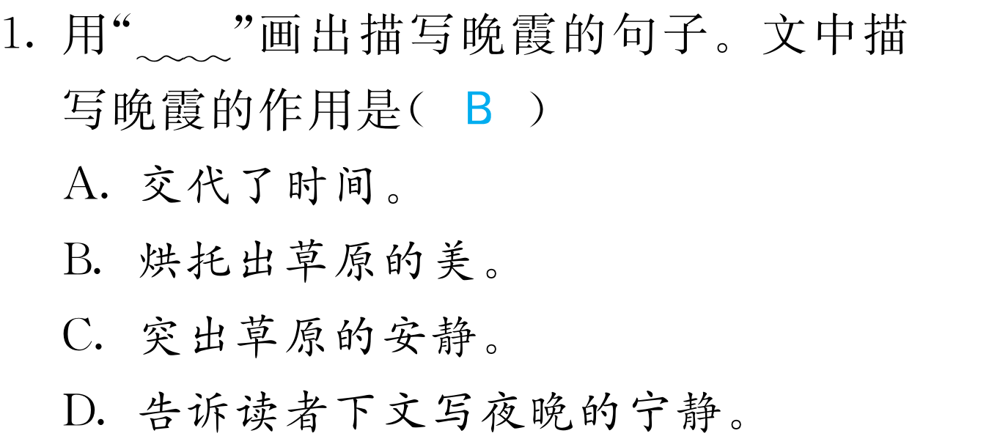 1. 用“﹏﹏”画出描写晚霞的句子。文中描
写晚霞的作用是( B )
A. 交代了时间。
B. 烘托出草原的美。
C. 突出草原的安静。
D. 告诉读者下文写夜晚的宁静。